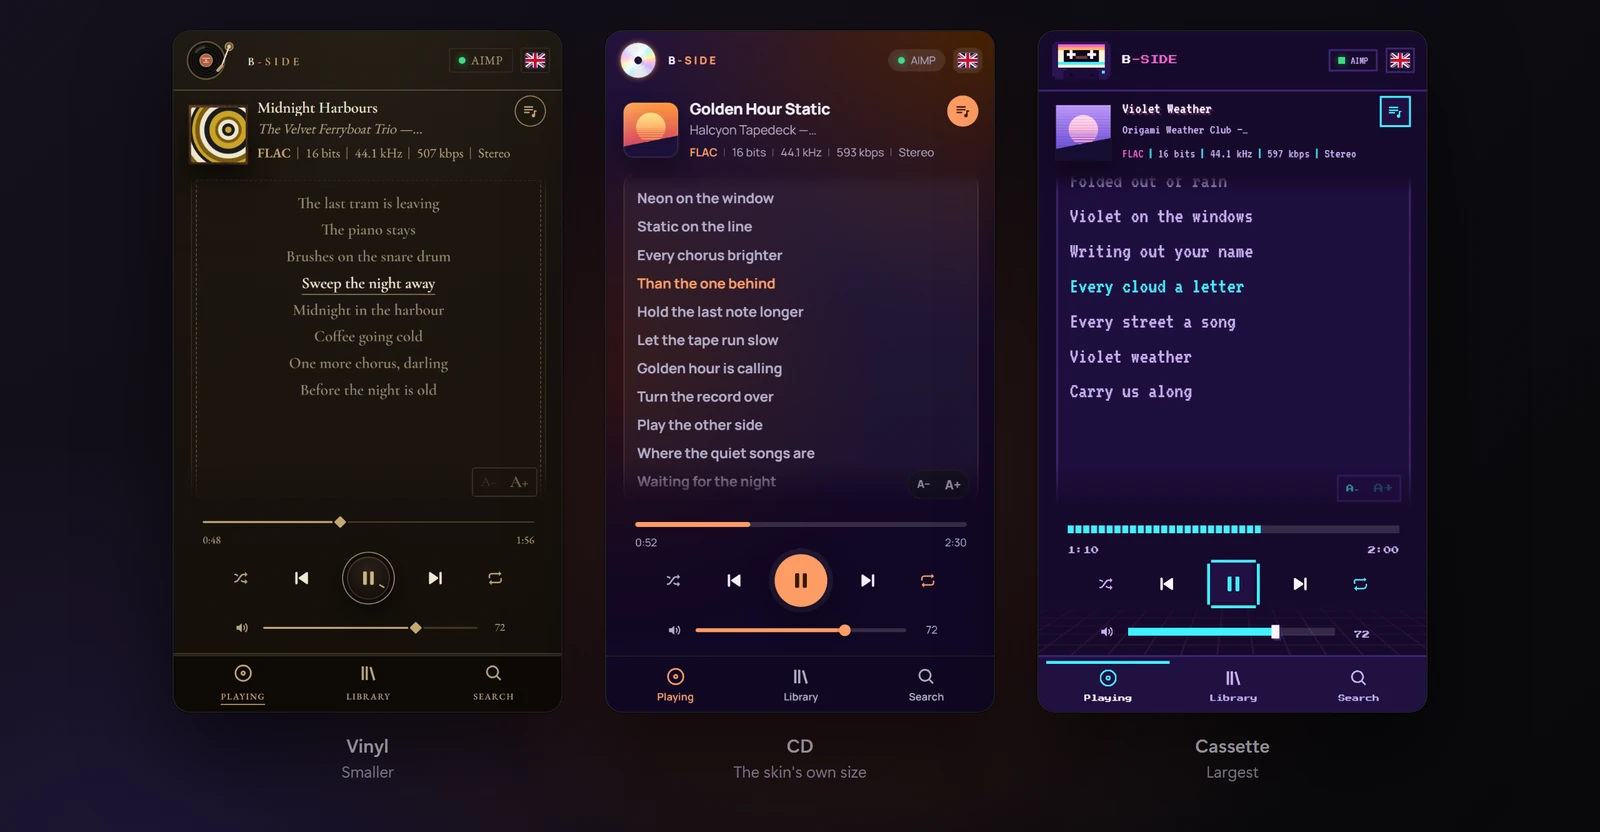 B-SIDE
AIMP
Midnight Harbours
The Velvet Ferryboat Trio —...
FLAC | 16 bits | 44.1 kHz | 507 kbps | Stereo
The last tram is leaving
The piano stays
Brushes on the snare drum
Sweep the night away
Midnight in the harbour
Coffee going cold
One more chorus, darling
Before the night is old
A- A+
0:48 1:56
72
PLAYING LIBRARY SEARCH
Vinyl
Smaller
B-SIDE
AIMP
Golden Hour Static
Halcyon Tapedeck —...
FLAC | 16 bits | 44.1 kHz | 593 kbps | Stereo
Neon on the window
Static on the line
Every chorus brighter
Than the one behind
Hold the last note longer
Let the tape run slow
Golden hour is calling
Turn the record over
Play the other side
Where the quiet songs are
Waiting for the night
A- A+
0:52 2:30
72
Playing Library Search
CD
The skin's own size
B-SIDE
AIMP
Violet Weather
Origami Weather Club —…
FLAC | 16 bits | 44.1 kHz | 597 kbps | Stereo
Folded out of rain
Violet on the windows
Writing out your name
Every cloud a letter
Every street a song
Violet weather
Carry us along
A- A+
1:10 2:00
72
Playing Library Search
Cassette
Largest